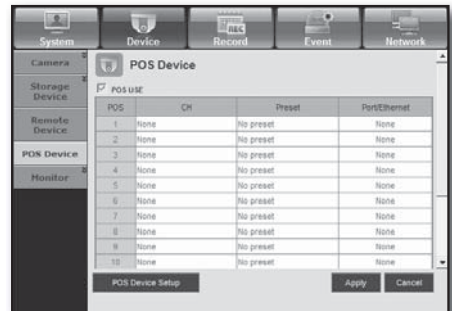 System Device Record Event Network
REC
Camera
Storage Device
Remote Device
POS Device
Monitor
POS Device
POS USE
POS CH Preset Port/Ethernet
1 None No preset None
2 None No preset None
3 None No preset None
4 None No preset None
5 None No preset None
6 None No preset None
7 None No preset None
8 None No preset None
9 None No preset None
10 None No preset None
POS Device Setup Apply Cancel